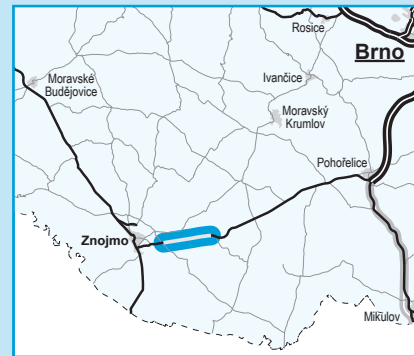 Rosice
Brno
Moravské
Budějovice
Ivančice
Moravský
Krumlov
Pohořelice
Znojmo
Mikulov